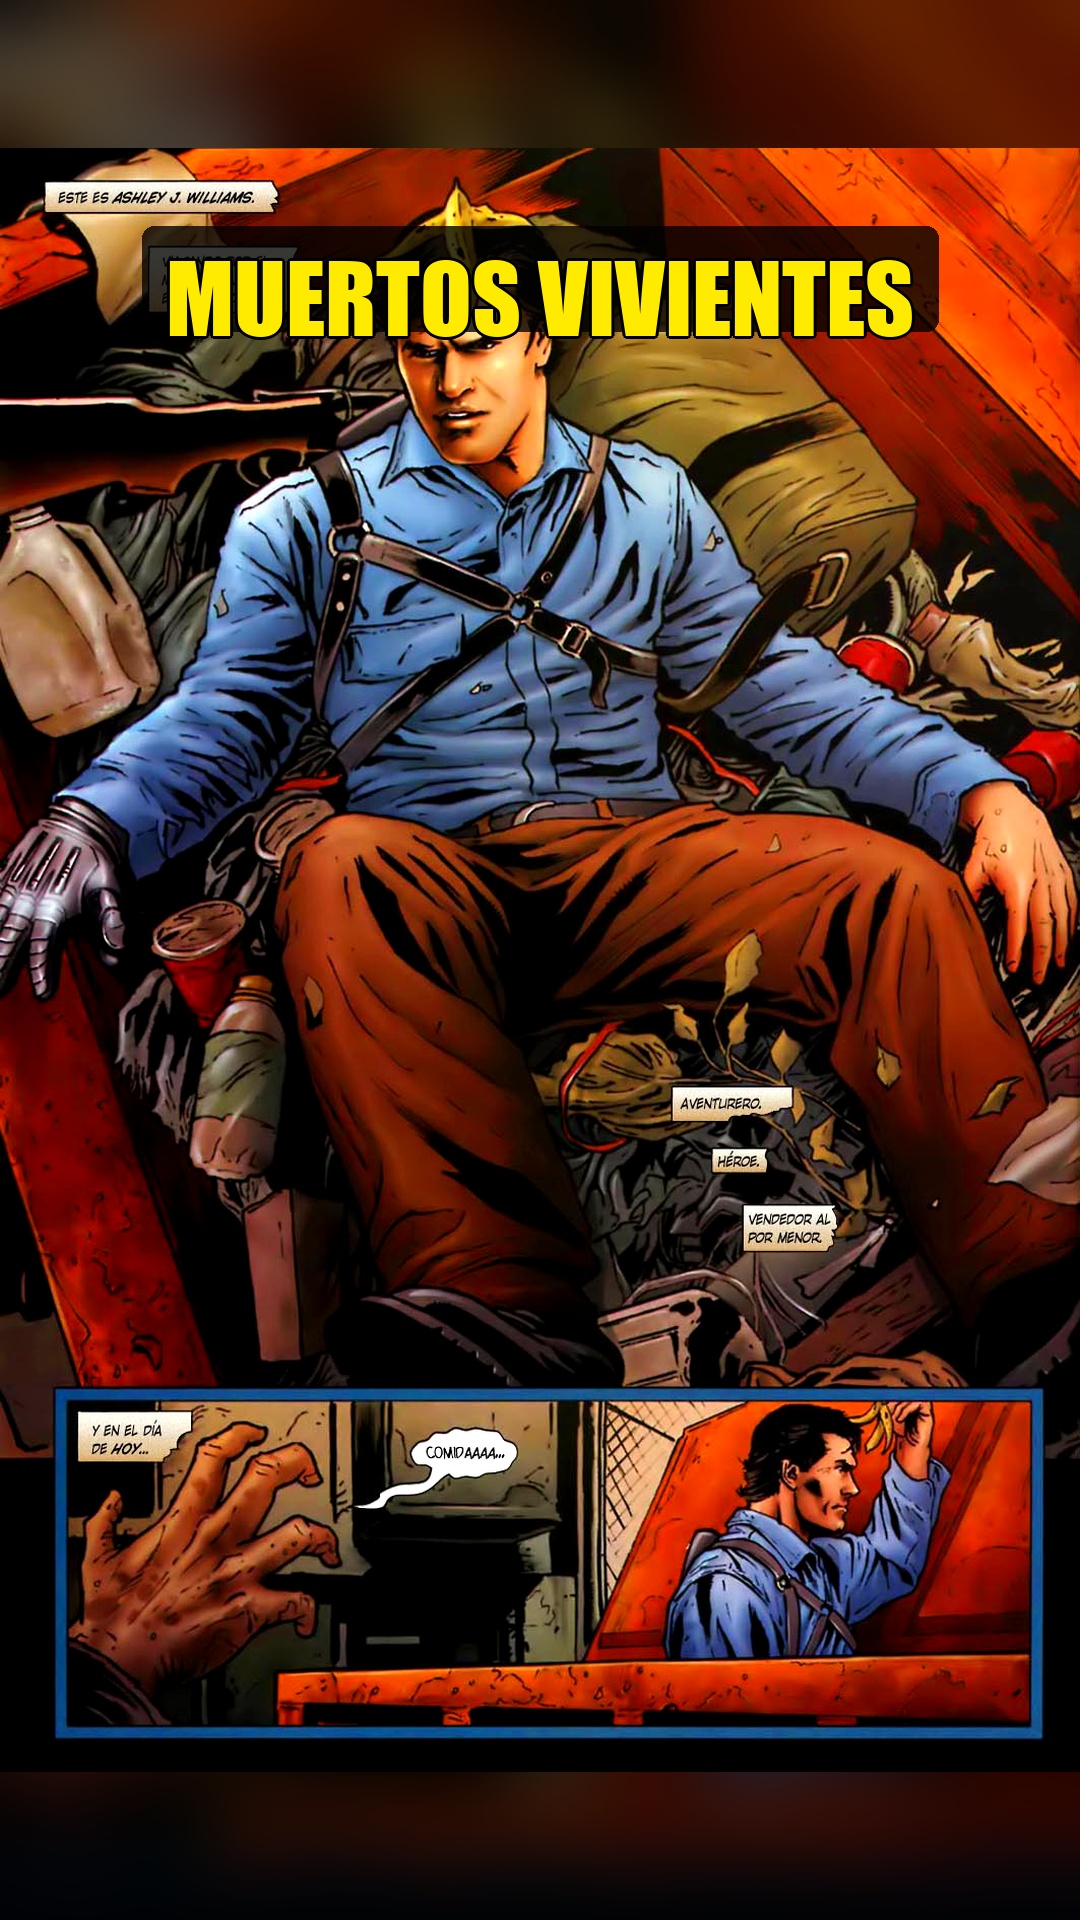 ESTE ES ASHLEY J. WILLIAMS.
MUERTOS VIVIENTES
AVENTURERO.
HÉROE.
VENDEDOR AL
POR MENOR.
Y EN EL DÍA
DE HOY...
COMIDAAAA...